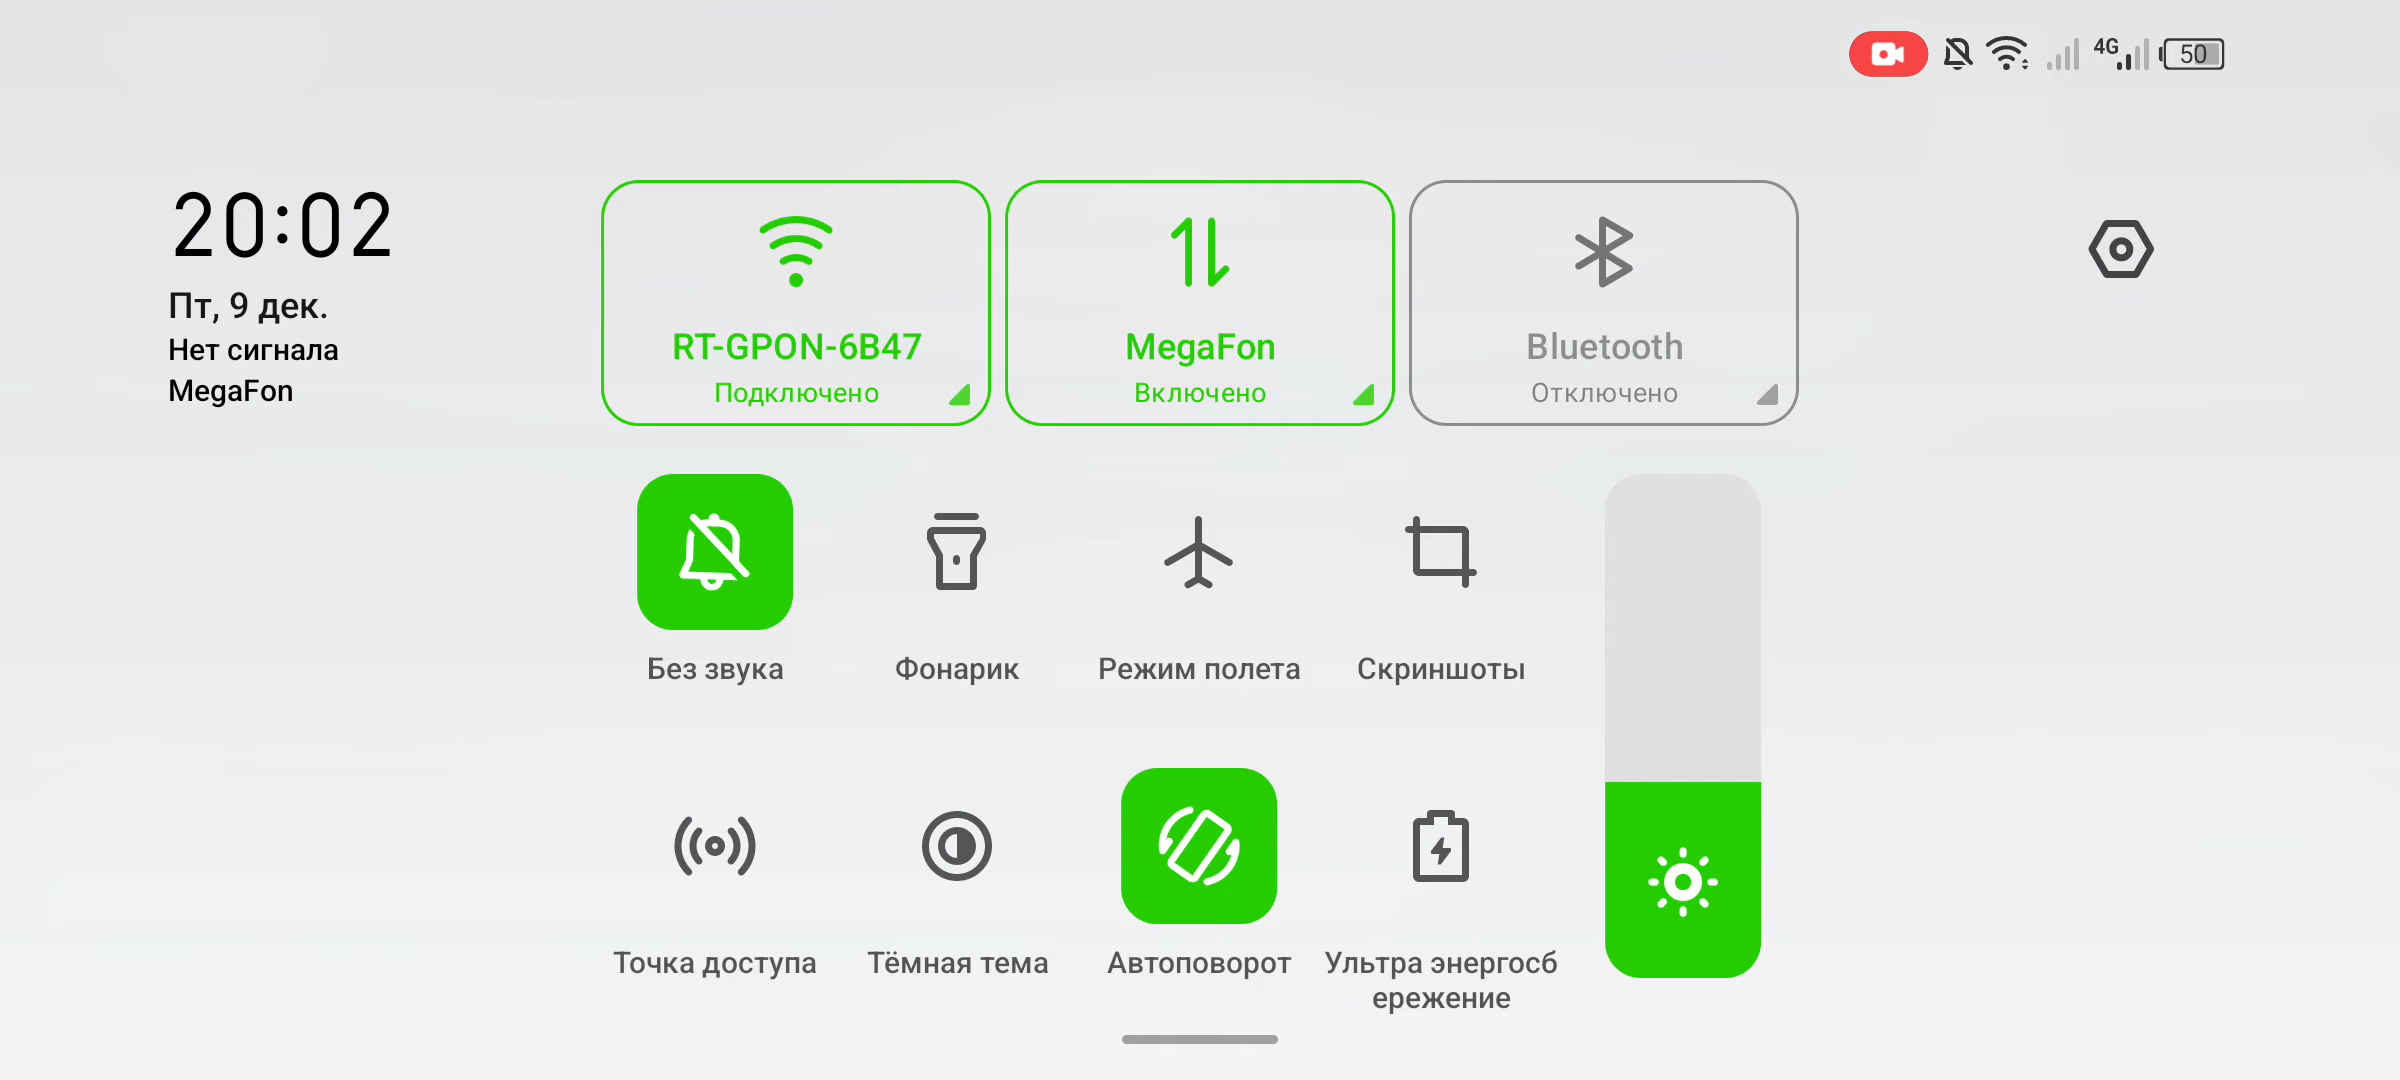 4G 50
20:02
Пт, 9 дек.
Нет сигнала
MegaFon
RT-GPON-6B47
Подключено
MegaFon
Включено
Bluetooth
Отключено
Без звука
Фонарик
Режим полета
Скриншоты
Точка доступа
Тёмная тема
Автоповорот
Ультра энергосб
ережение